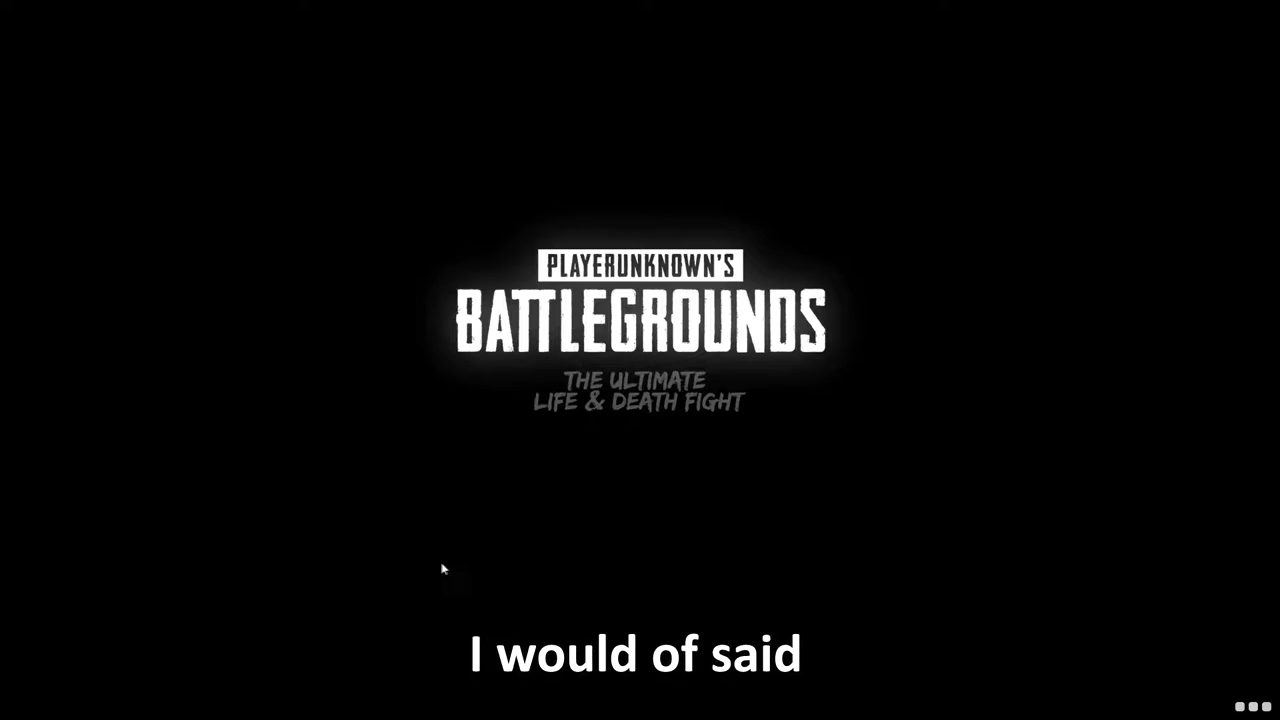 PLAYERUNKNOWN'S
BATTLEGROUNDS
THE ULTIMATE
LIFE & DEATH FIGHT
I would of said